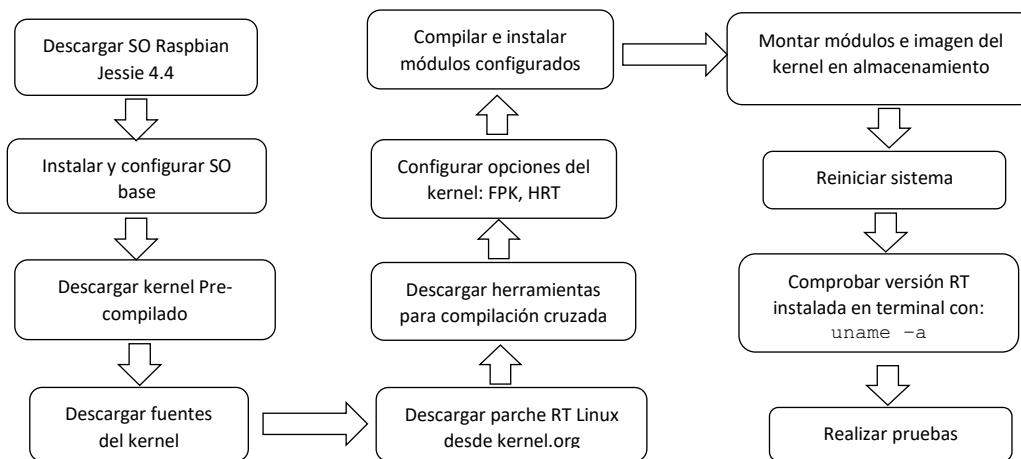 Descargar SO Raspbian
Jessie 4.4
Instalar y configurar SO
base
Descargar kernel Pre-
compilado
Descargar fuentes
del kernel
Descargar parche RT Linux
desde kernel.org
Descargar herramientas
para compilación cruzada
Configurar opciones del
kernel: FPK, HRT
Compilar e instalar
módulos configurados
Montar módulos e imagen del
kernel en almacenamiento
Reiniciar sistema
Comprobar versión RT
instalada en terminal con:
uname –a
Realizar pruebas